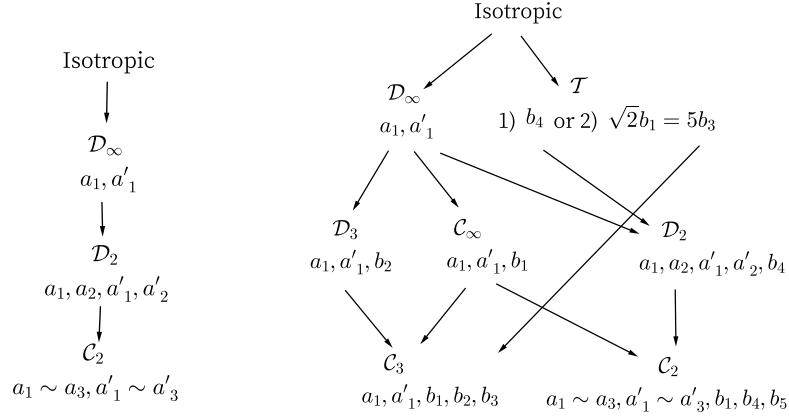 Isotropic
𝒟∞
a₁, a′₁
𝒟₂
a₁, a₂, a′₁, a′₂
𝒞₂
a₁ ∼ a₃, a′₁ ∼ a′₃
Isotropic
𝒟∞
a₁, a′₁
𝒯
1) b₄ or 2) √2b₁ = 5b₃
𝒟₃
a₁, a′₁, b₂
𝒞∞
a₁, a′₁, b₁
𝒟₂
a₁, a₂, a′₁, a′₂, b₄
𝒞₃
a₁, a′₁, b₁, b₂, b₃
𝒞₂
a₁ ∼ a₃, a′₁ ∼ a′₃, b₁, b₄, b₅